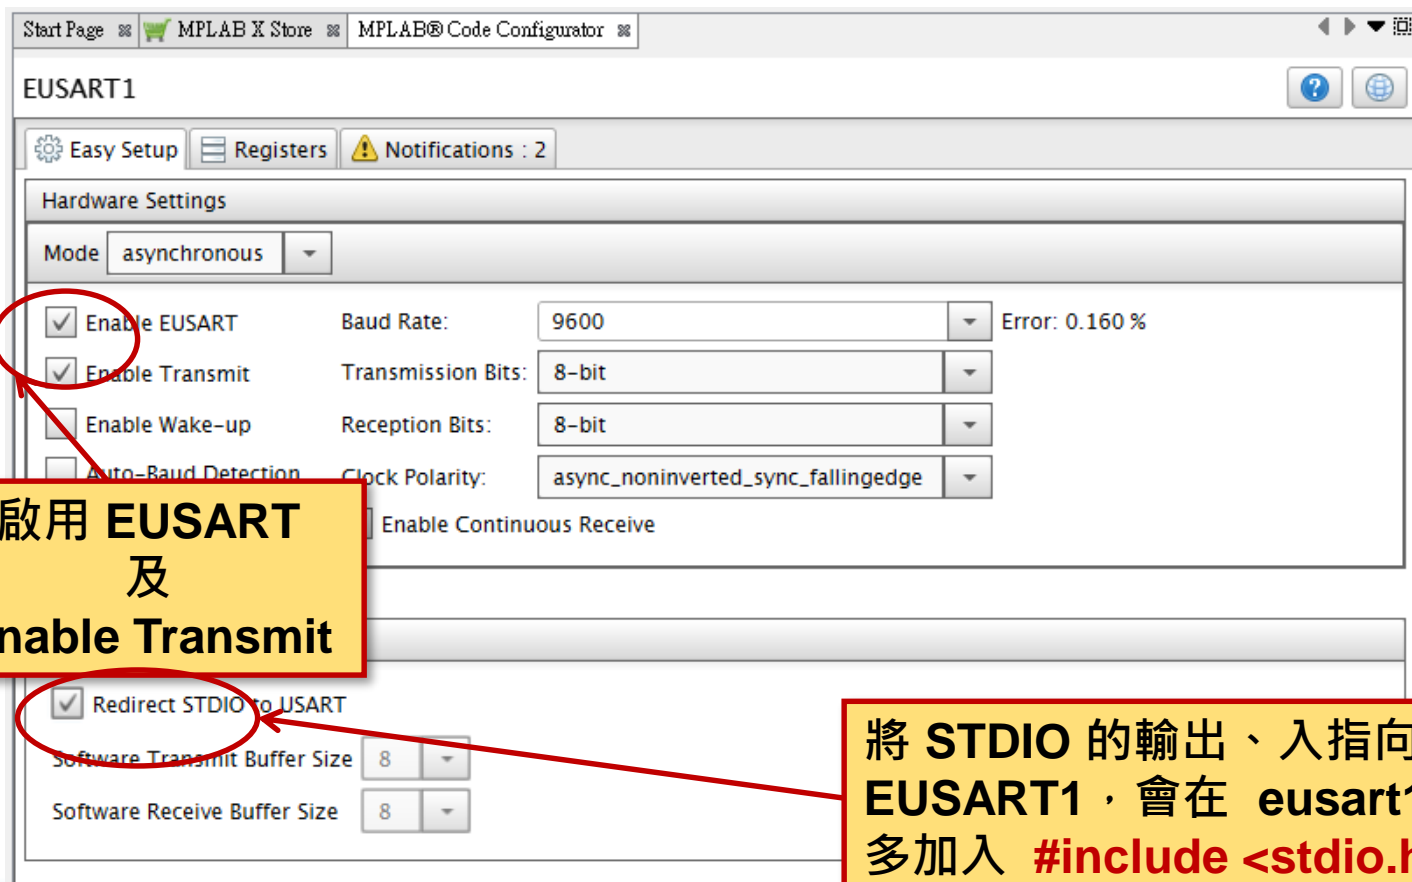 Start Page MPLAB X Store MPLAB® Code Configurator
EUSART1
Easy Setup Registers Notifications : 2
Hardware Settings
Mode asynchronous
Enable EUSART Baud Rate: 9600 Error: 0.160 %
Enable Transmit Transmission Bits: 8-bit
Enable Wake-up Reception Bits: 8-bit
Auto-Baud Detection Clock Polarity: async_noninverted_sync_fallingedge
Enable Continuous Receive
啟用 EUSART
及
nable Transmit
Redirect STDIO to USART
Software Transmit Buffer Size 8
Software Receive Buffer Size 8
將 STDIO 的輸出、入指向
EUSART1，會在 eusart1
多加入 #include <stdio.h